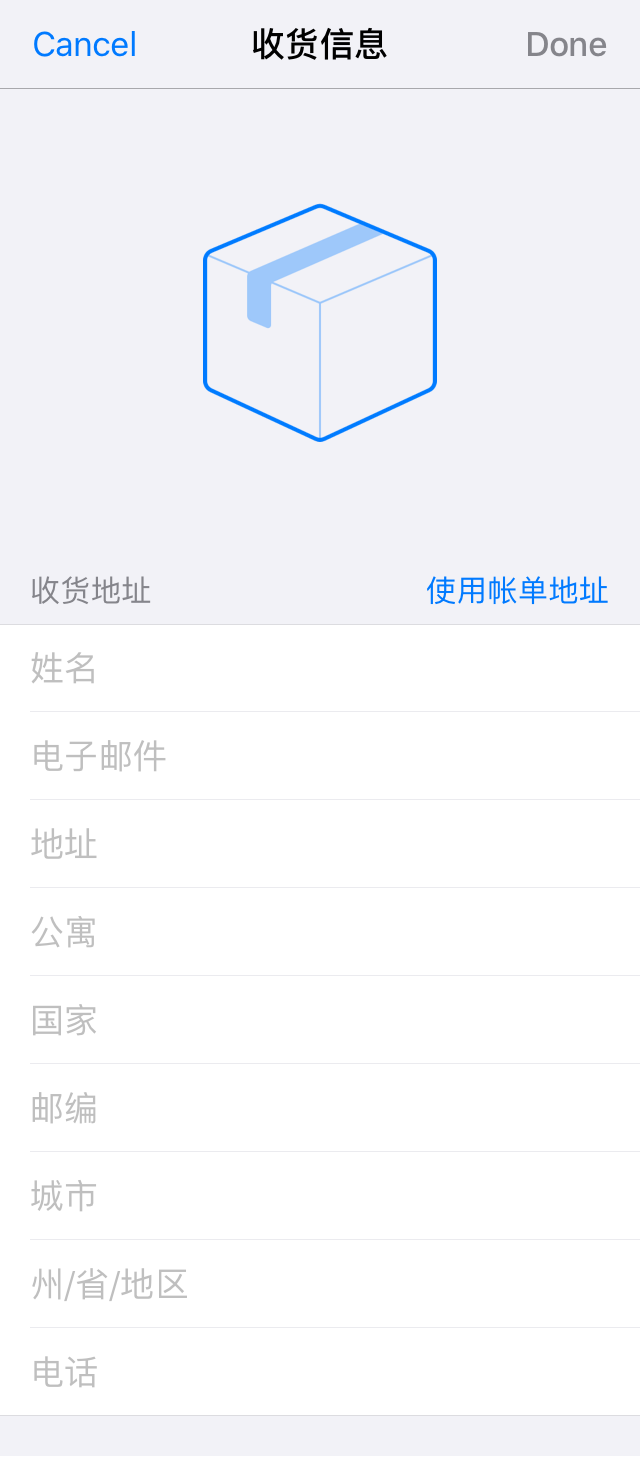 Cancel 收货信息 Done
收货地址 使用帐单地址
姓名
电子邮件
地址
公寓
国家
邮编
城市
州/省/地区
电话